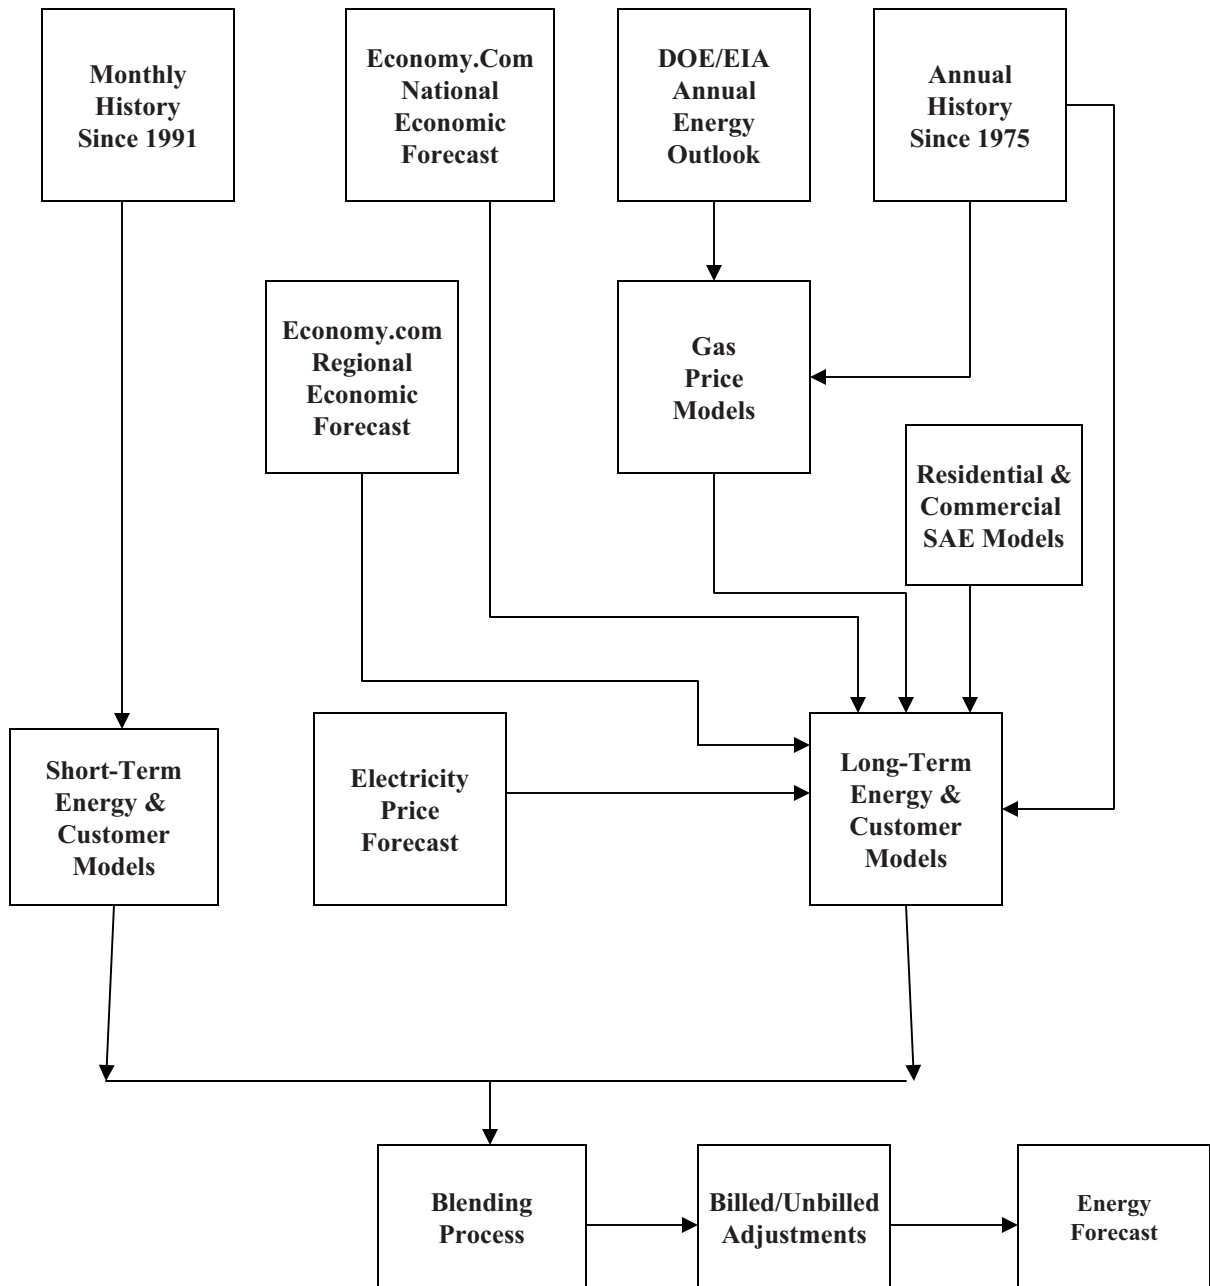 Monthly
History
Since 1991
Economy.Com
National
Economic
Forecast
DOE/EIA
Annual
Energy
Outlook
Annual
History
Since 1975
Economy.com
Regional
Economic
Forecast
Gas
Price
Models
Residential &
Commercial
SAE Models
Short-Term
Energy &
Customer
Models
Electricity
Price
Forecast
Long-Term
Energy &
Customer
Models
Blending
Process
Billed/Unbilled
Adjustments
Energy
Forecast